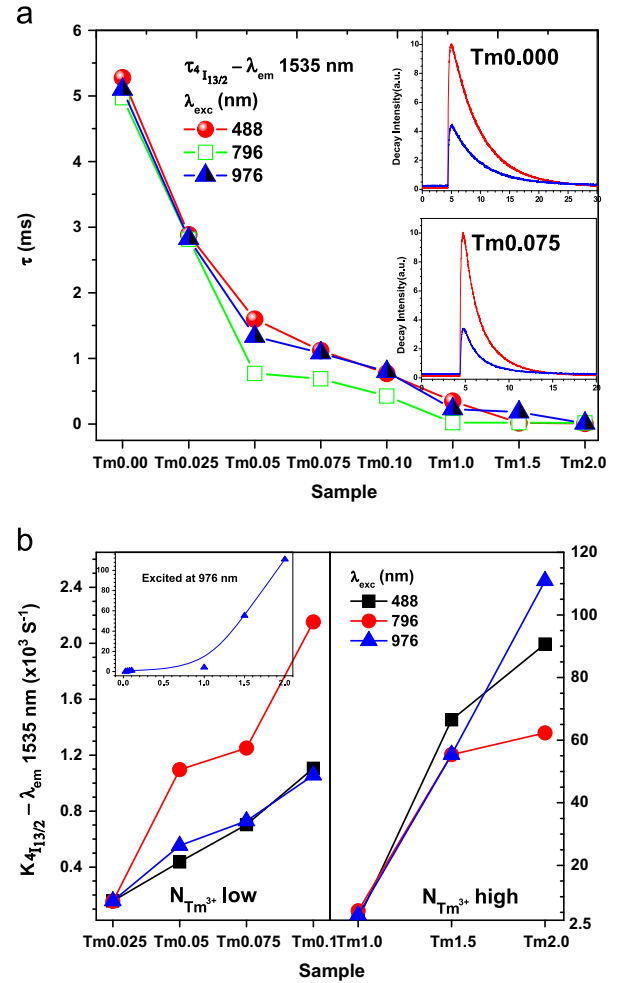 a
τ4I13/2 – λem 1535 nm
λexc (nm)
488
796
976
τ (ms)
6
5
4
3
2
1
0
Tm0.00 Tm0.025 Tm0.05 Tm0.075 Tm0.10 Tm1.0 Tm1.5 Tm2.0
Sample
Tm0.000
Decay Intensity(a.u.)
10
8
6
4
2
0
0 5 10 15 20 25 30
Tm0.075
Decay Intensity(a.u.)
10
8
6
4
2
0
0 5 10 15 20
b
K4I13/2 – λem 1535 nm (x10³ S⁻¹)
2.4
2.0
1.6
1.2
0.8
0.4
Excited at 976 nm
100
80
60
40
20
0
0.0 0.5 1.0 1.5 2.0
NTm³⁺ low
λexc (nm)
488
796
976
NTm³⁺ high
120
100
80
60
40
20
2.5
Tm0.025 Tm0.05 Tm0.075 Tm0.1 Tm1.0 Tm1.5 Tm2.0
Sample